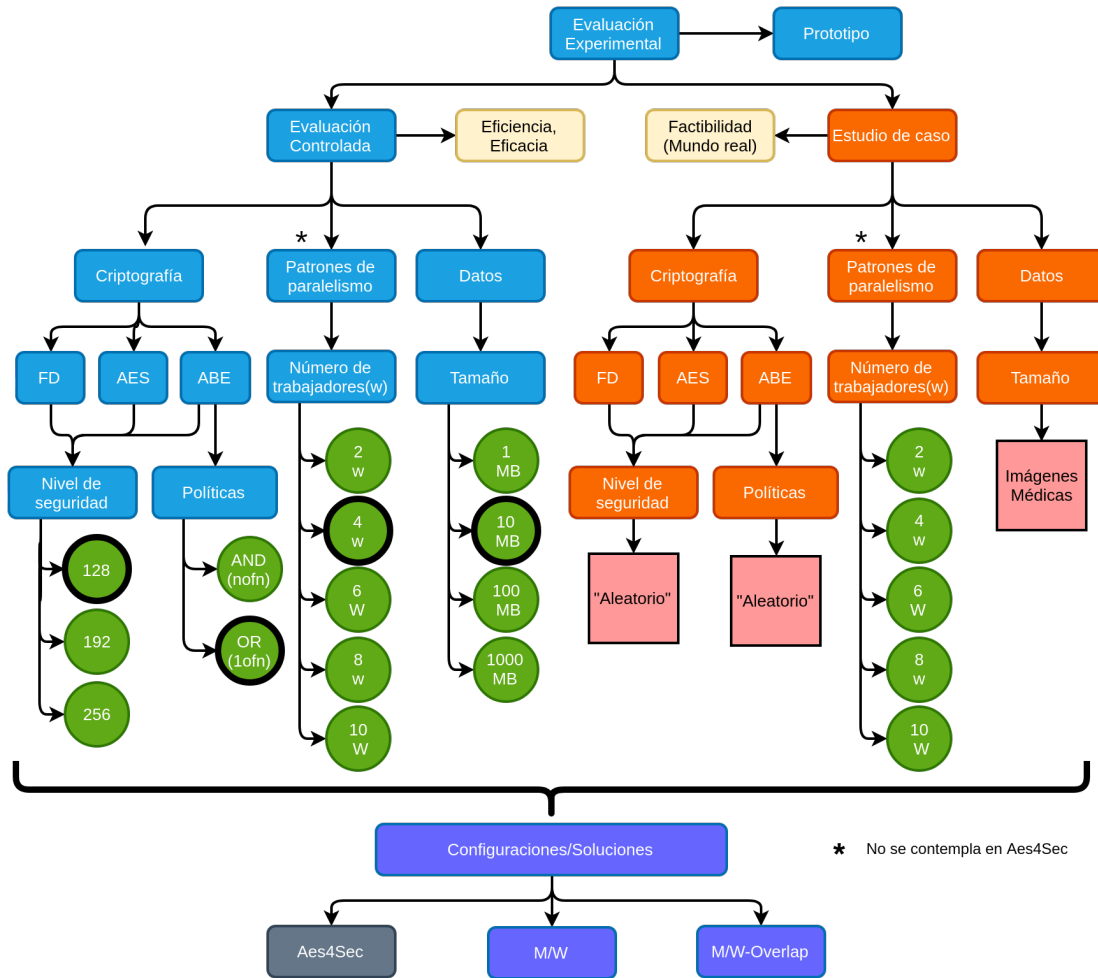 Evaluación
Experimental
Prototipo
Evaluación
Controlada
Eficiencia,
Eficacia
Factibilidad
(Mundo real)
Estudio de caso
*
*
Criptografía
Patrones de
paralelismo
Datos
Criptografía
Patrones de
paralelismo
Datos
FD
AES
ABE
Número de
trabajadores(w)
Tamaño
FD
AES
ABE
Número de
trabajadores(w)
Tamaño
Nivel de
seguridad
Políticas
2
w
1
MB
Nivel de
seguridad
Políticas
2
w
Imágenes
Médicas
128
192
256
AND
(nofn)
OR
(1ofn)
4
w
6
W
8
w
10
W
10
MB
100
MB
1000
MB
"Aleatorio"
"Aleatorio"
4
w
6
W
8
w
10
W
Configuraciones/Soluciones
* No se contempla en Aes4Sec
Aes4Sec
M/W
M/W-Overlap